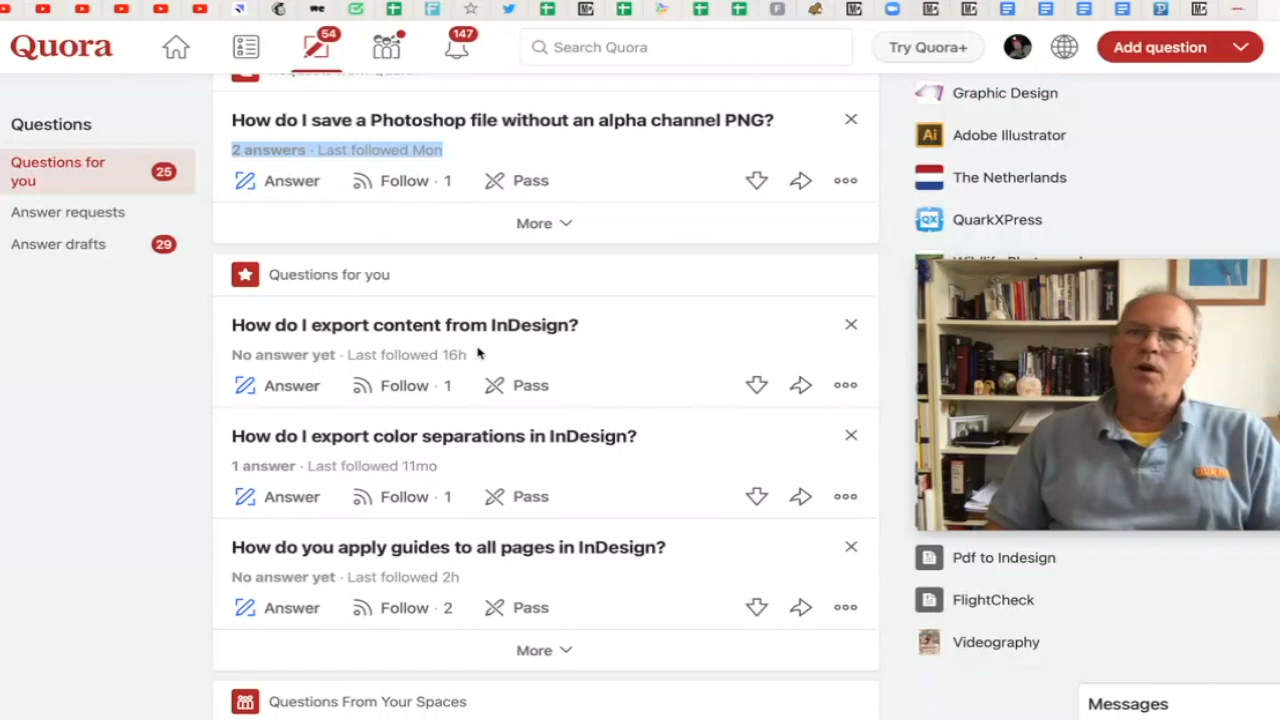 we
Quora
54
147
Search Quora
Try Quora+
Add question
Questions
Questions for you
25
Answer requests
Answer drafts
29
How do I save a Photoshop file without an alpha channel PNG?
2 answers · Last followed Mon
Answer
Follow · 1
Pass
More
Questions for you
How do I export content from InDesign?
No answer yet · Last followed 16h
Answer
Follow · 1
Pass
How do I export color separations in InDesign?
1 answer · Last followed 11mo
Answer
Follow · 1
Pass
How do you apply guides to all pages in InDesign?
No answer yet · Last followed 2h
Answer
Follow · 2
Pass
More
Questions From Your Spaces
Graphic Design
Ai
Adobe Illustrator
The Netherlands
QX
QuarkXPress
Pdf to Indesign
FlightCheck
Videography
Messages